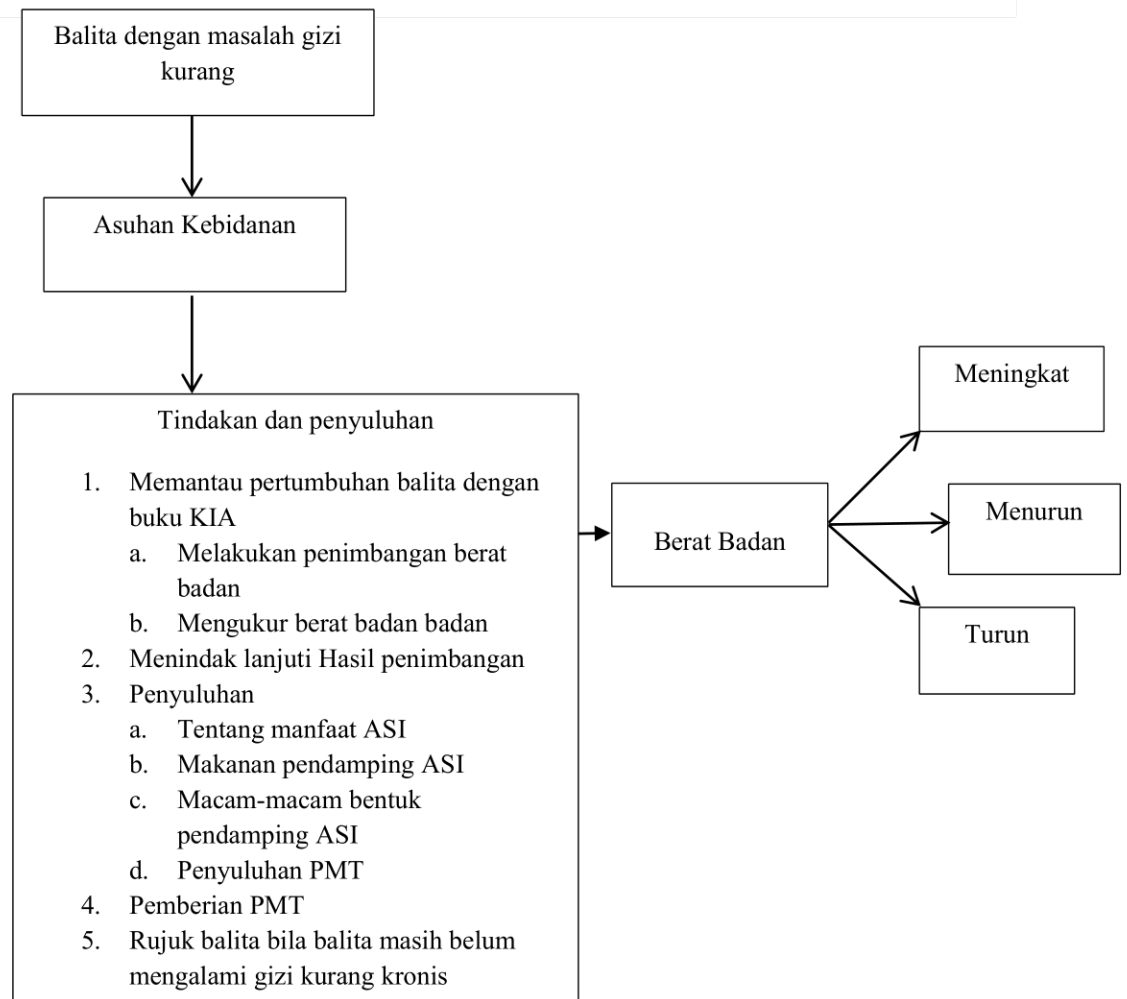 Balita dengan masalah gizi
kurang
Asuhan Kebidanan
Tindakan dan penyuluhan
1. Memantau pertumbuhan balita dengan
buku KIA
a. Melakukan penimbangan berat
badan
b. Mengukur berat badan badan
2. Menindak lanjuti Hasil penimbangan
3. Penyuluhan
a. Tentang manfaat ASI
b. Makanan pendamping ASI
c. Macam-macam bentuk
pendamping ASI
d. Penyuluhan PMT
4. Pemberian PMT
5. Rujuk balita bila balita masih belum
mengalami gizi kurang kronis
Berat Badan
Meningkat
Menurun
Turun